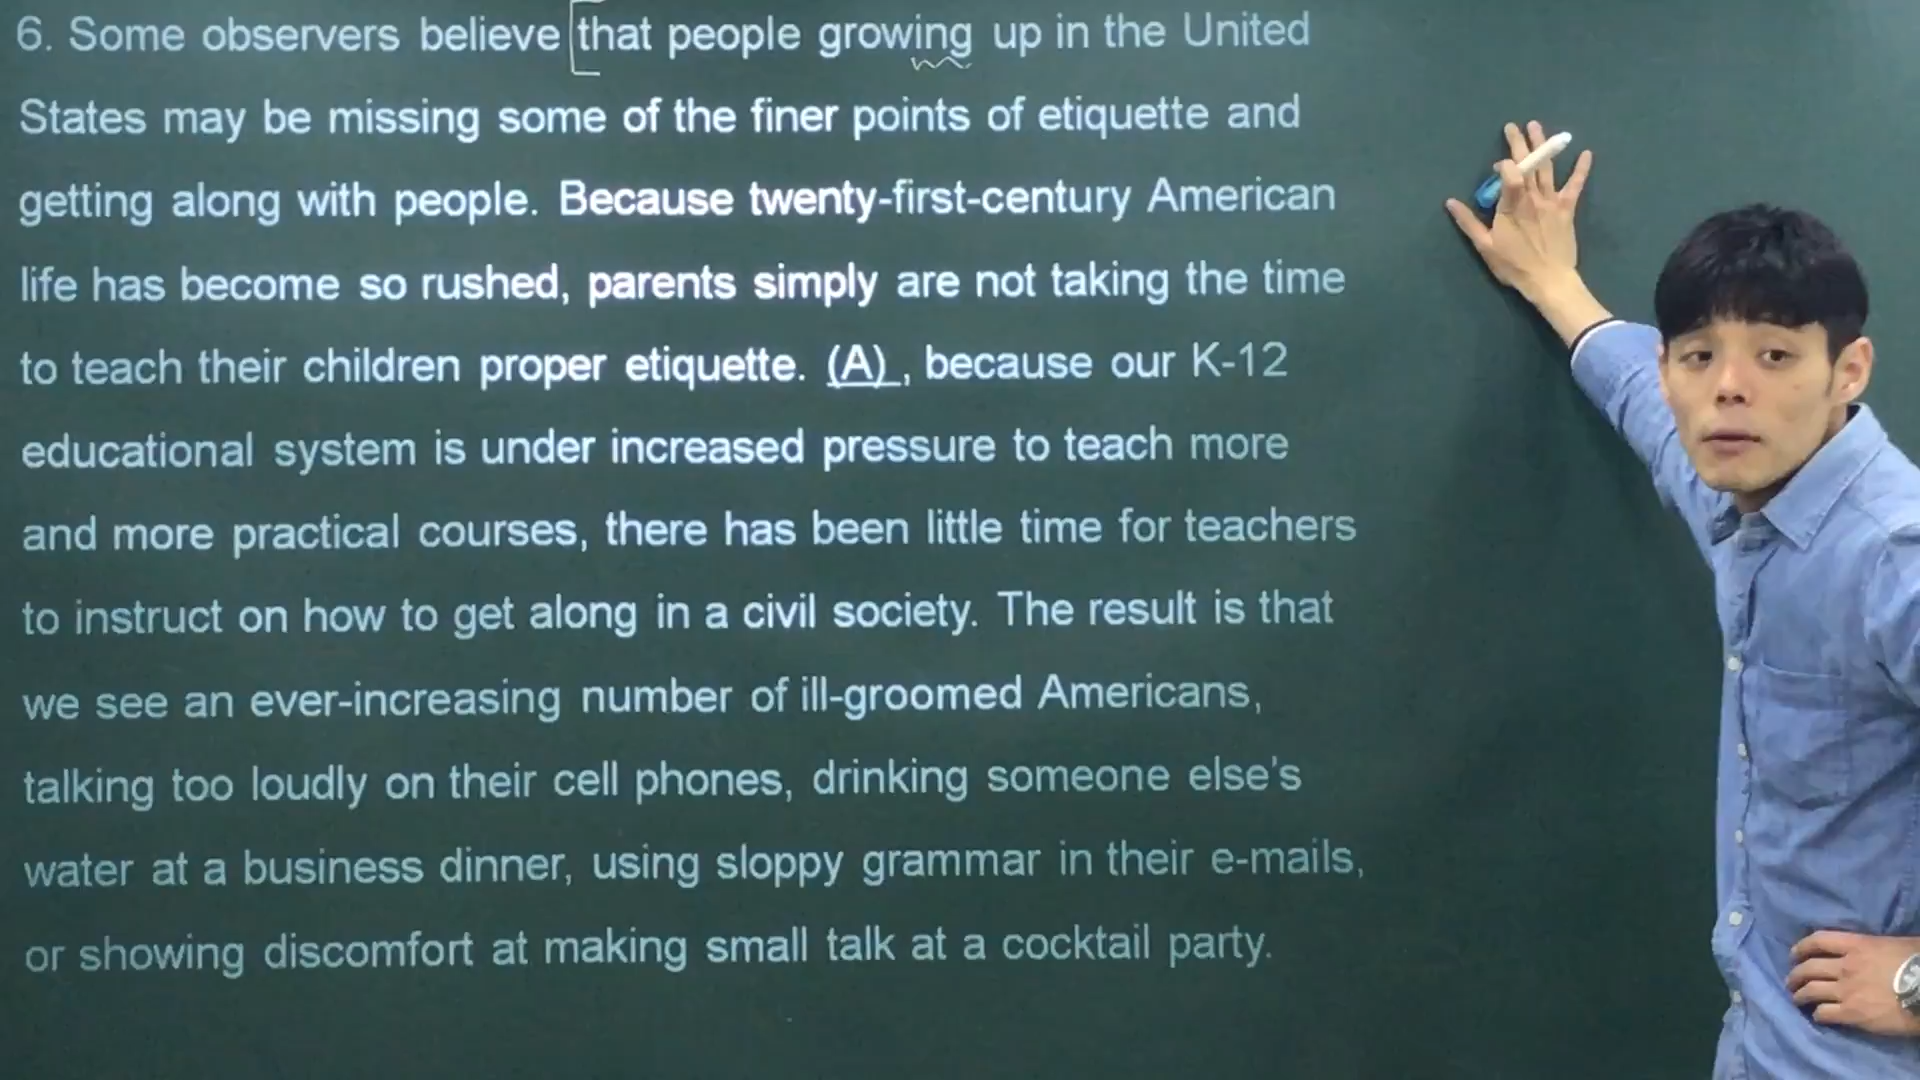 6. Some observers believe that people growing up in the United
States may be missing some of the finer points of etiquette and
getting along with people. Because twenty-first-century American
life has become so rushed, parents simply are not taking the time
to teach their children proper etiquette. (A) , because our K-12
educational system is under increased pressure to teach more
and more practical courses, there has been little time for teachers
to instruct on how to get along in a civil society. The result is that
we see an ever-increasing number of ill-groomed Americans,
talking too loudly on their cell phones, drinking someone else's
water at a business dinner, using sloppy grammar in their e-mails,
or showing discomfort at making small talk at a cocktail party.